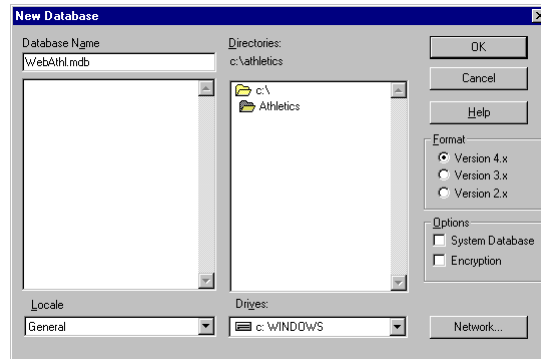 New Database
Database Name
WebAthl.mdb
Directories:
c:\athletics
c:\
Athletics
OK
Cancel
Help
Format
Version 4.x
Version 3.x
Version 2.x
Options
System Database
Encryption
Locale
General
Drives:
c: WINDOWS
Network...